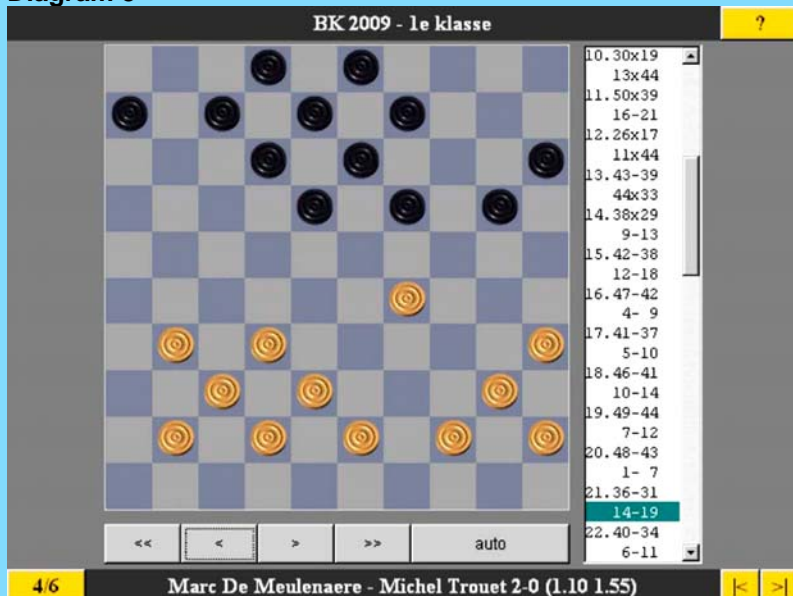 BK 2009 - 1e klasse
?
10.30x19
13x44
11.50x39
16-21
12.26x17
11x44
13.43-39
44x33
14.38x29
9-13
15.42-38
12-18
16.47-42
4- 9
17.41-37
5-10
18.46-41
10-14
19.49-44
7-12
20.48-43
1- 7
21.36-31
14-19
22.40-34
6-11
<<
<
>
>>
auto
4/6
Marc De Meulenaere - Michel Trouet 2-0 (1.10 1.55)
|<
>|